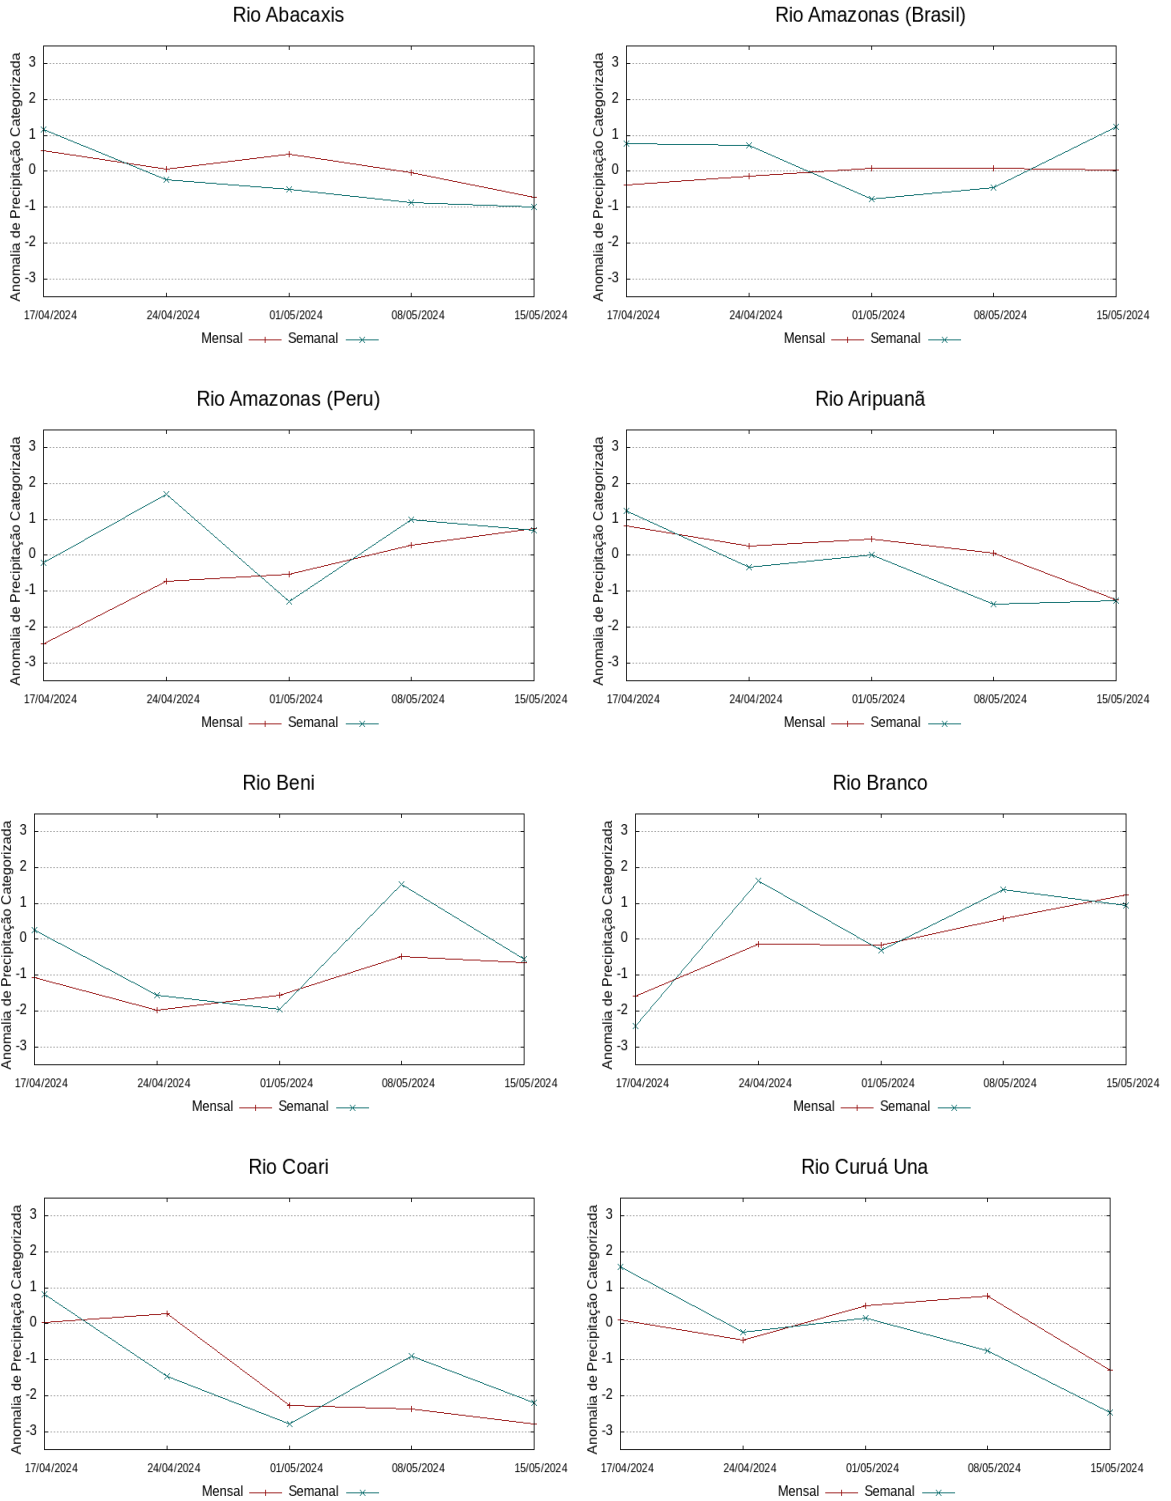 Rio Abacaxis
Anomalia de Precipitação Categorizada
3
2
1
0
-1
-2
-3
17/04/2024 24/04/2024 01/05/2024 08/05/2024 15/05/2024
Mensal Semanal
Rio Amazonas (Brasil)
Anomalia de Precipitação Categorizada
3
2
1
0
-1
-2
-3
17/04/2024 24/04/2024 01/05/2024 08/05/2024 15/05/2024
Mensal Semanal
Rio Amazonas (Peru)
Anomalia de Precipitação Categorizada
3
2
1
0
-1
-2
-3
17/04/2024 24/04/2024 01/05/2024 08/05/2024 15/05/2024
Mensal Semanal
Rio Aripuanã
Anomalia de Precipitação Categorizada
3
2
1
0
-1
-2
-3
17/04/2024 24/04/2024 01/05/2024 08/05/2024 15/05/2024
Mensal Semanal
Rio Beni
Anomalia de Precipitação Categorizada
3
2
1
0
-1
-2
-3
17/04/2024 24/04/2024 01/05/2024 08/05/2024 15/05/2024
Mensal Semanal
Rio Branco
Anomalia de Precipitação Categorizada
3
2
1
0
-1
-2
-3
17/04/2024 24/04/2024 01/05/2024 08/05/2024 15/05/2024
Mensal Semanal
Rio Coari
Anomalia de Precipitação Categorizada
3
2
1
0
-1
-2
-3
17/04/2024 24/04/2024 01/05/2024 08/05/2024 15/05/2024
Mensal Semanal
Rio Curuá Una
Anomalia de Precipitação Categorizada
3
2
1
0
-1
-2
-3
17/04/2024 24/04/2024 01/05/2024 08/05/2024 15/05/2024
Mensal Semanal